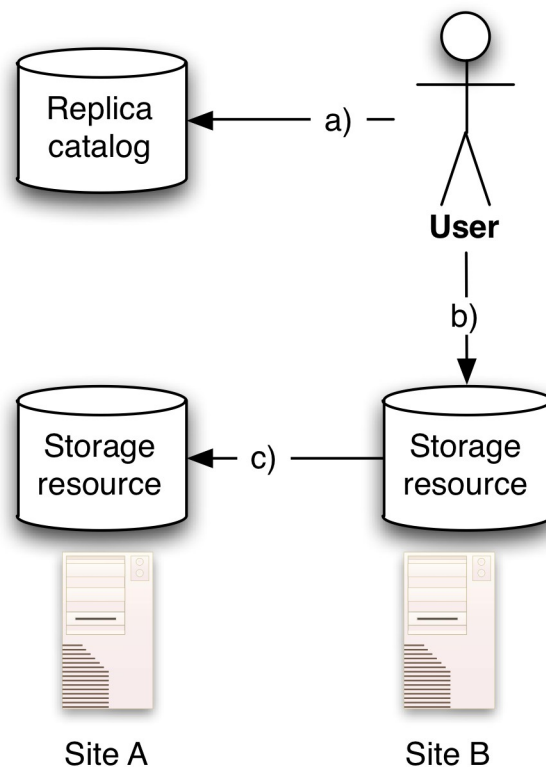 Replica
catalog
a)
User
b)
Storage
resource
c)
Storage
resource
Site A
Site B